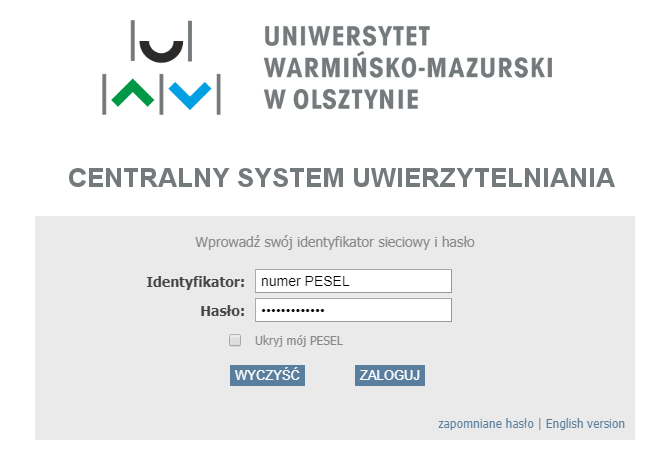 UNIWERSYTET
WARMIŃSKO-MAZURSKI
W OLSZTYNIE
CENTRALNY SYSTEM UWIERZYTELNIANIA
Wprowadź swój identyfikator sieciowy i hasło
Identyfikator: numer PESEL
Hasło: •••••••••••••
Ukryj mój PESEL
WYCZYŚĆ ZALOGUJ
zapomniane hasło | English version